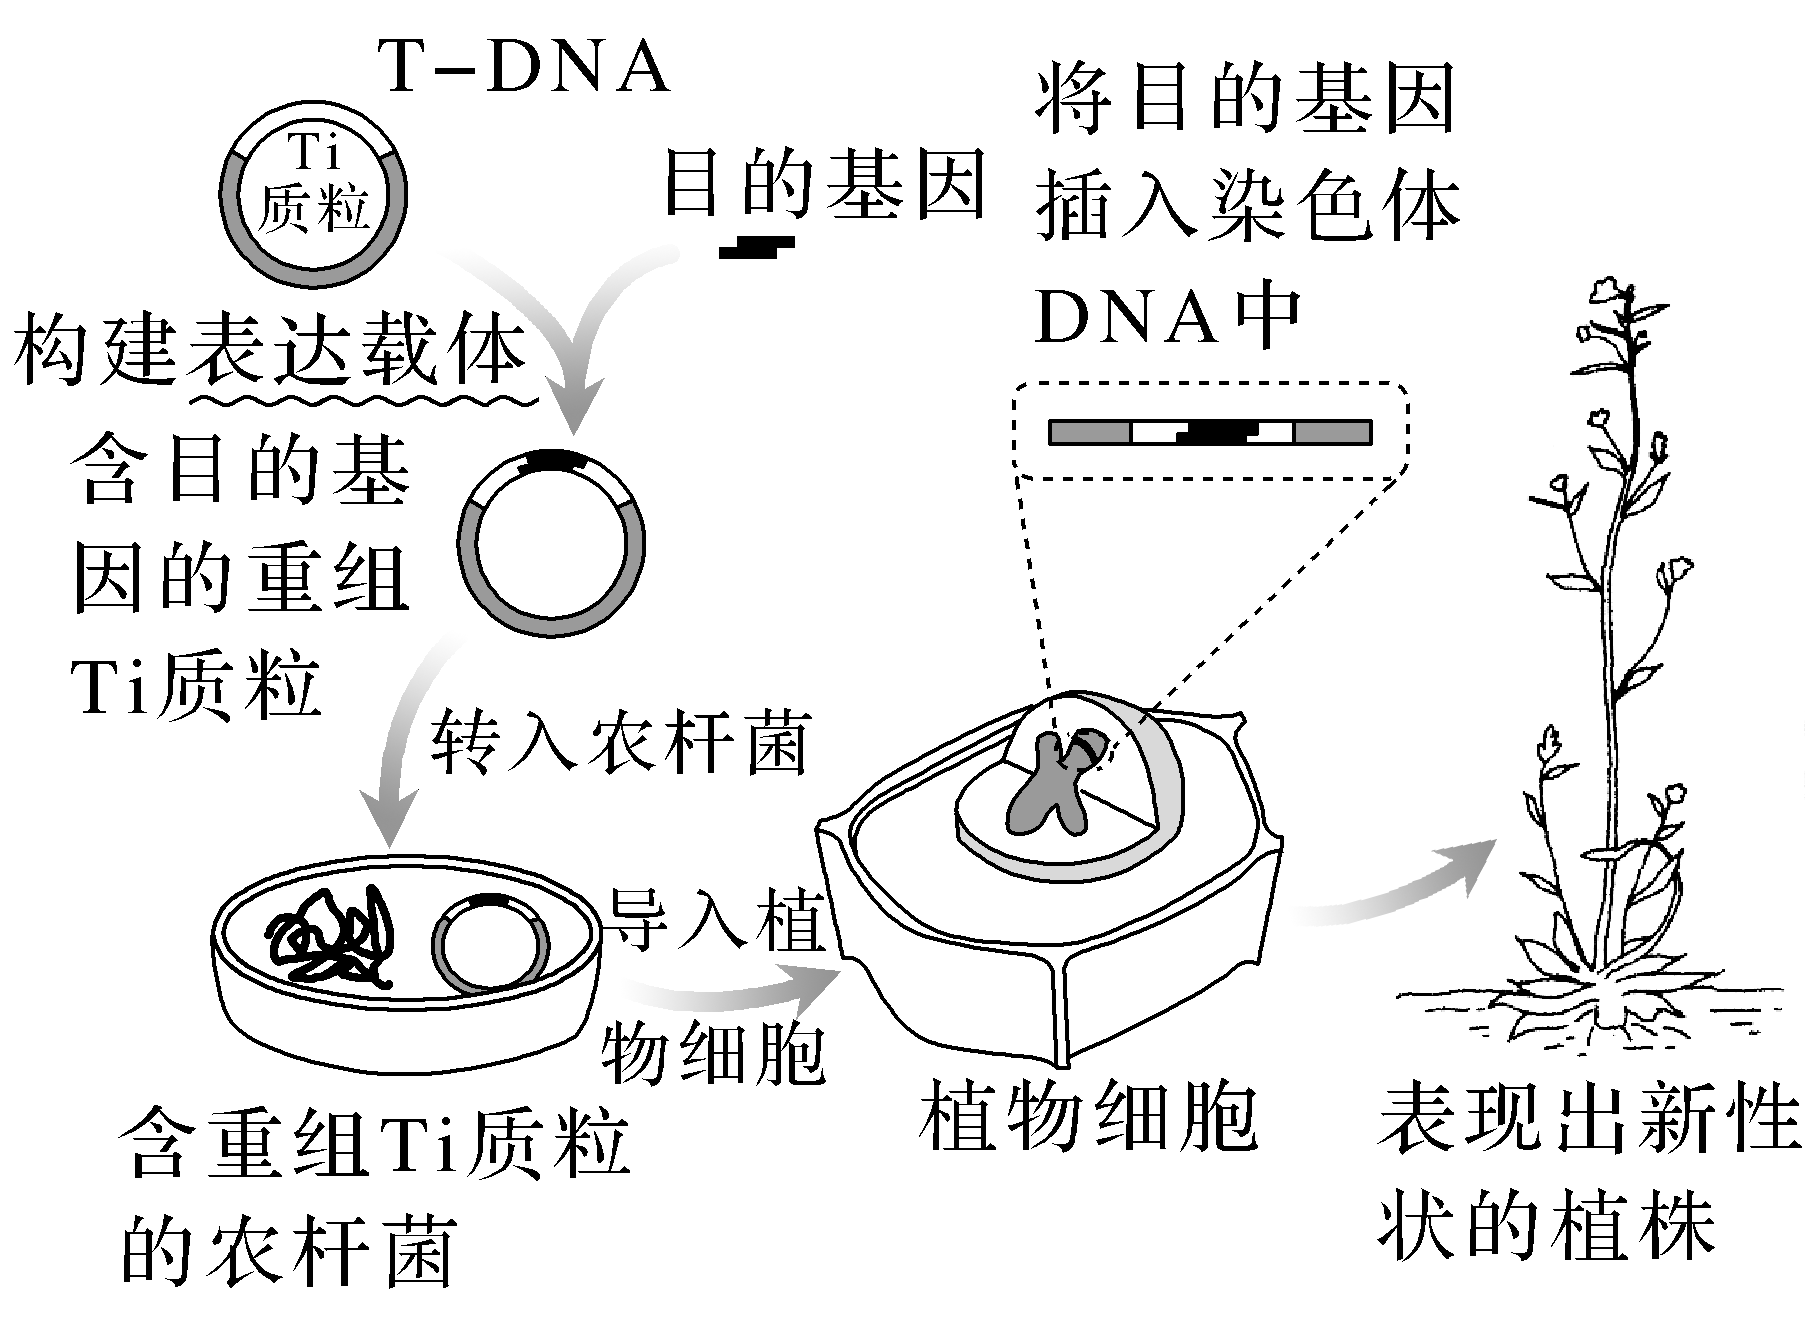 T-DNA
Ti
质粒
目的基因
将目的基因
插入染色体
DNA中
构建表达载体
含目的基
因的重组
Ti质粒
转入农杆菌
导入植
物细胞
含重组Ti质粒
的农杆菌
植物细胞
表现出新性
状的植株